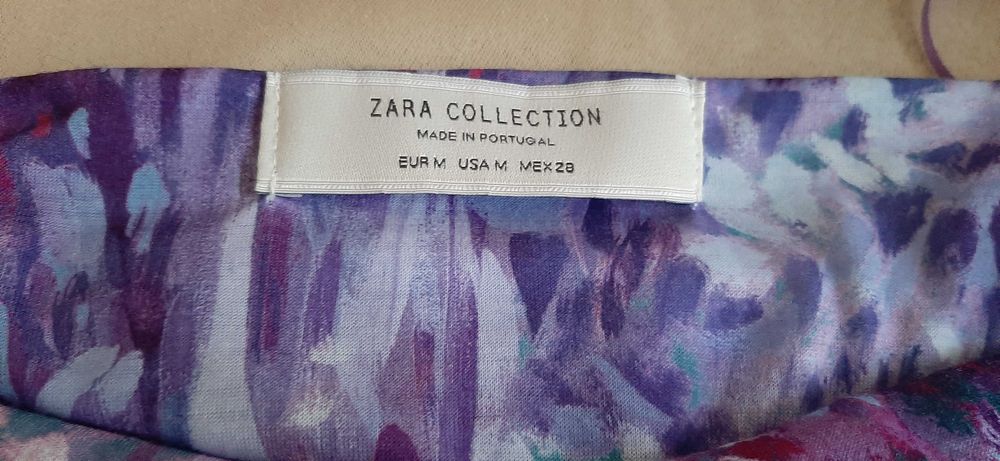 ZARA COLLECTION
MADE IN PORTUGAL
EUR M USA M MEX 28